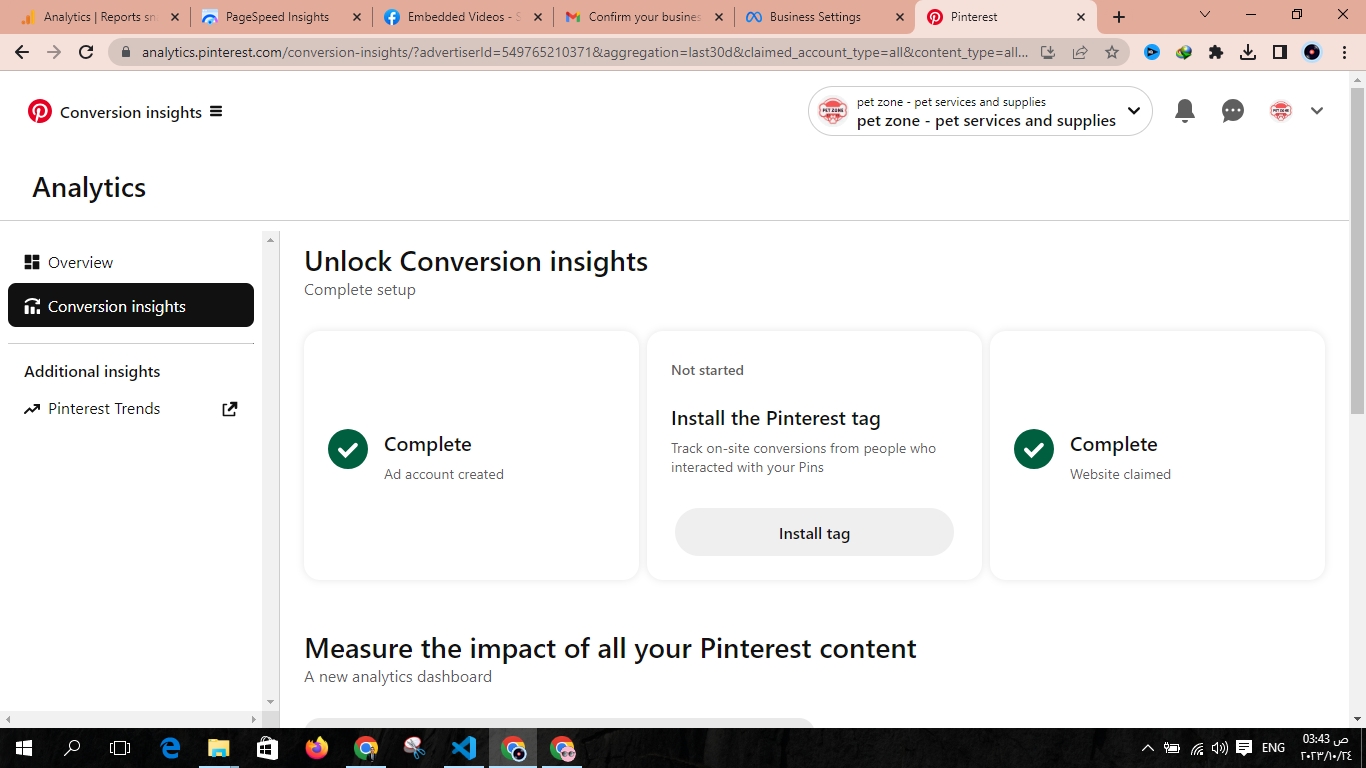 Analytics | Reports sn
PageSpeed Insights
Embedded Videos - S
Confirm your busines
Business Settings
Pinterest
analytics.pinterest.com/conversion-insights/?advertiserId=549765210371&aggregation=last30d&claimed_account_type=all&content_type=all...
Conversion insights
pet zone - pet services and supplies
pet zone - pet services and supplies
Analytics
Overview
Conversion insights
Additional insights
Pinterest Trends
Unlock Conversion insights
Complete setup
Complete
Ad account created
Not started
Install the Pinterest tag
Track on-site conversions from people who
interacted with your Pins
Install tag
Complete
Website claimed
Measure the impact of all your Pinterest content
A new analytics dashboard
ENG
03:43 ص
٢٠٢٣/١٠/٢٤